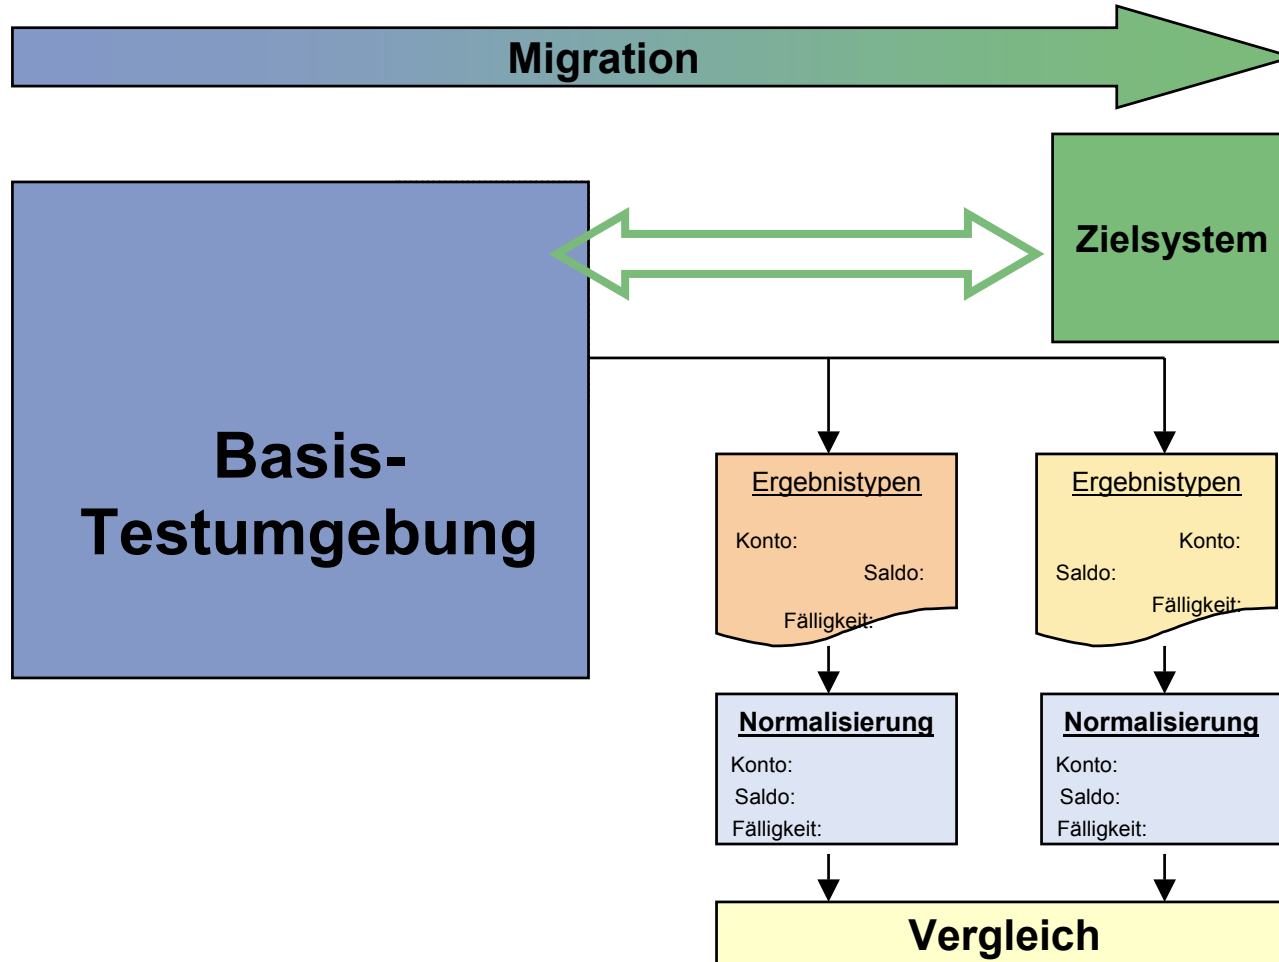 Migration
Zielsystem
Basis-
Testumgebung
Ergebnistypen
Konto:
Saldo:
Fälligkeit:
Ergebnistypen
Konto:
Saldo:
Fälligkeit:
Normalisierung
Konto:
Saldo:
Fälligkeit:
Normalisierung
Konto:
Saldo:
Fälligkeit:
Vergleich